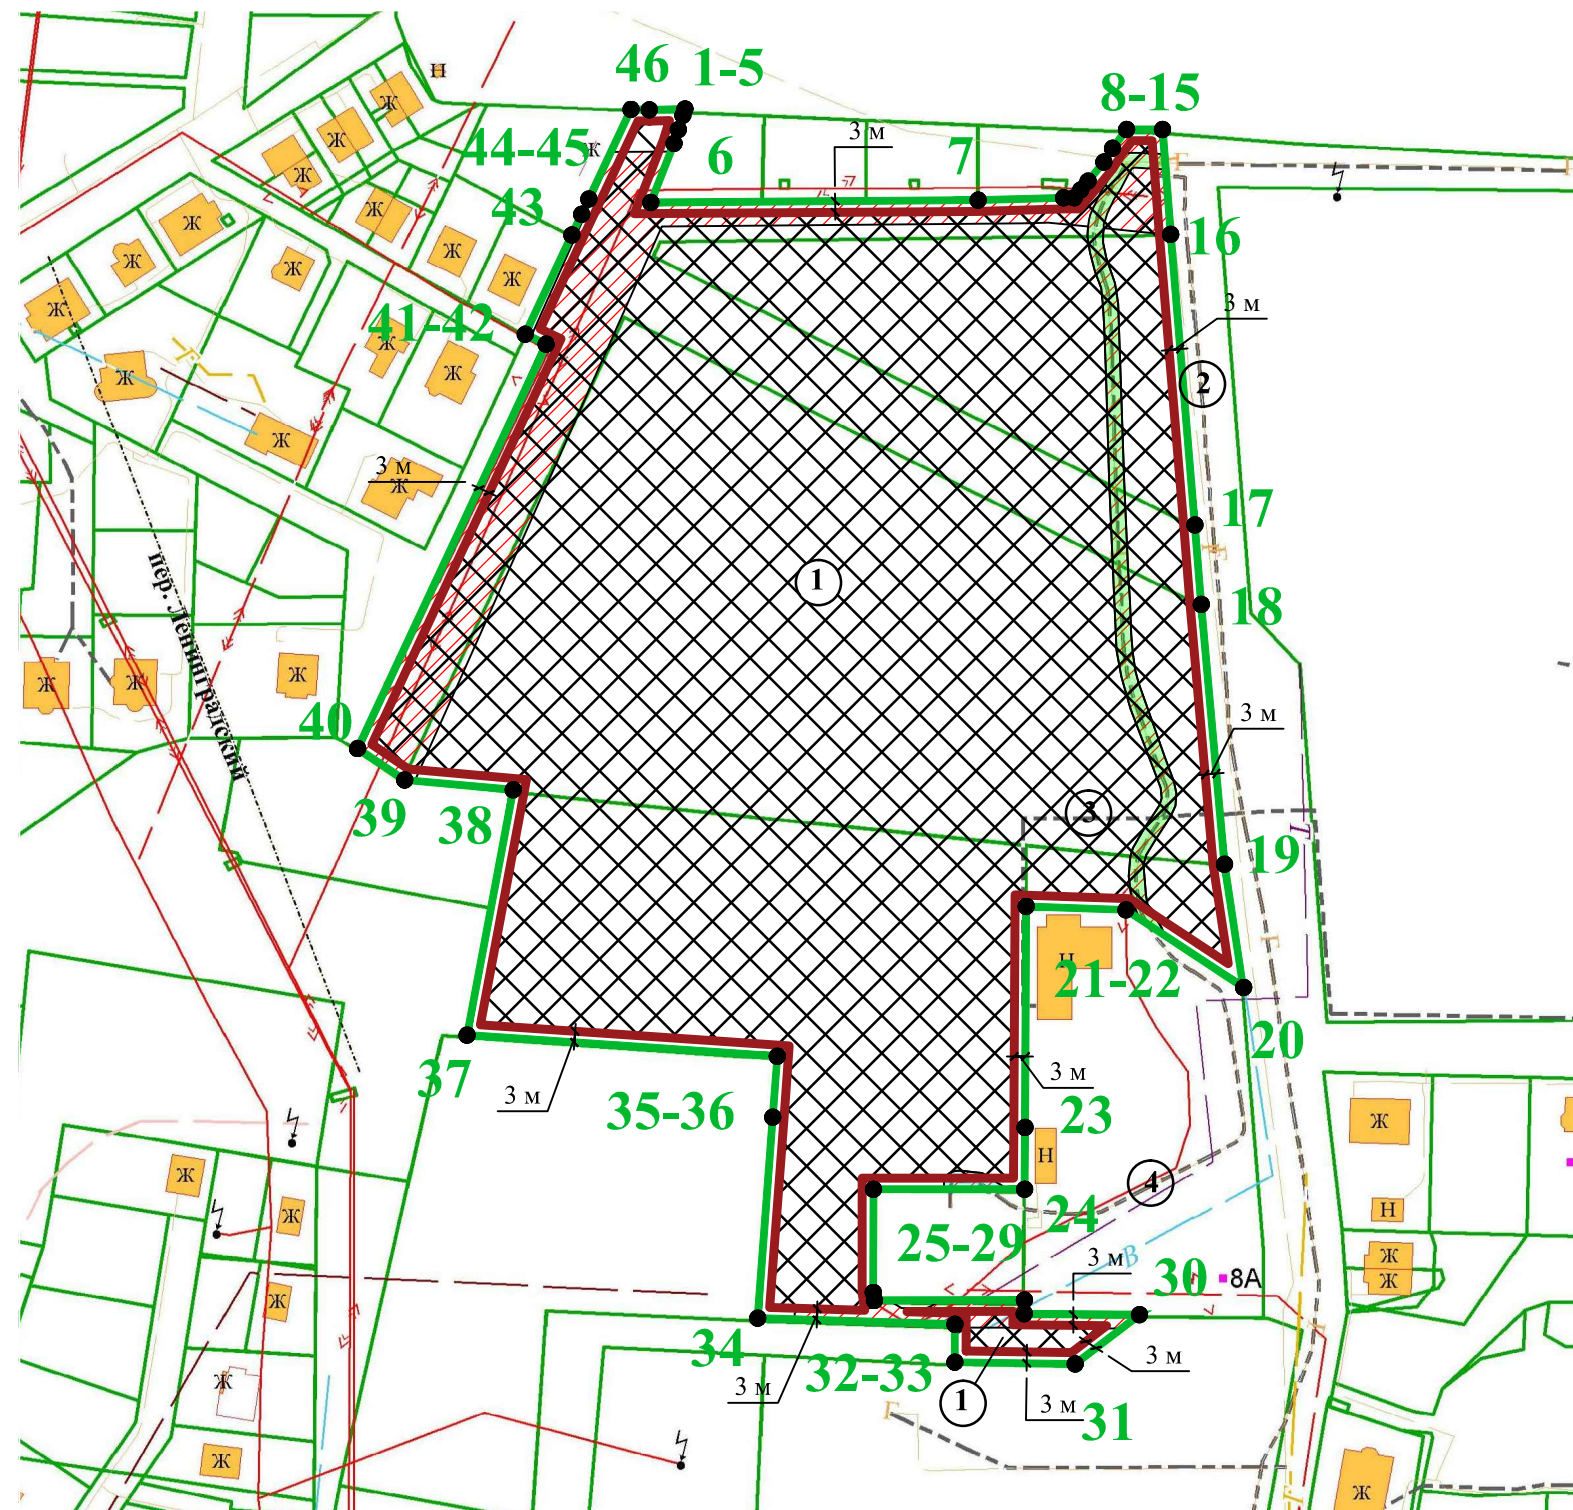 46
1-5
8-15
Н
Ж
Ж
3 м
44-45
Ж
6
7
Г
Г
Ж
Ж
43
Ж
Ж
16
Ж
Ж
Ж
Ж
3 м
41-42
Ж
Г
Ж
Ж
2
Ж
3 м
Ж
17
Г
пер. Ленинградский
1
18
Ж
Ж
Ж
40
3 м
39
38
3
Т
19
Г
Н
21-22
20
37
3 м
3 м
35-36
23
Ж
Н
Ж
4
Ж
24
Н
25-29
3 м
В
30
8А
Ж
Ж
Ж
Г
34
32-33
3 м
3 м
Ж
1
3 м
31
Г
Ж
Ж
Г